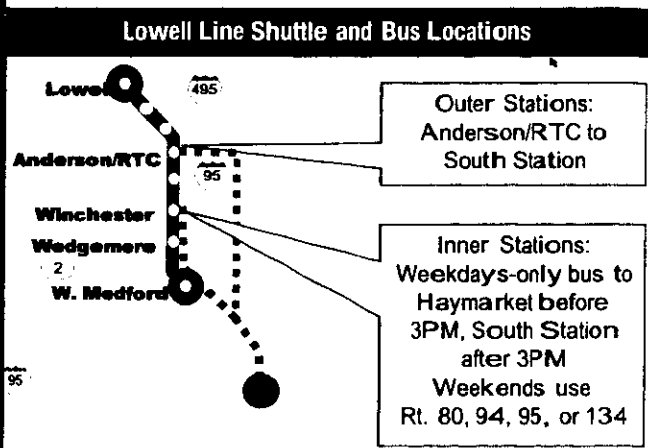 Lowell Line Shuttle and Bus Locations
Lowel
495
Outer Stations:
Anderson/RTC to
South Station
Anderson/RTC
95
Winchester
Wedgemere
2
W. Medford
Inner Stations:
Weekdays-only bus to
Haymarket before
3PM, South Station
after 3PM
Weekends use
Rt. 80, 94, 95, or 134
95